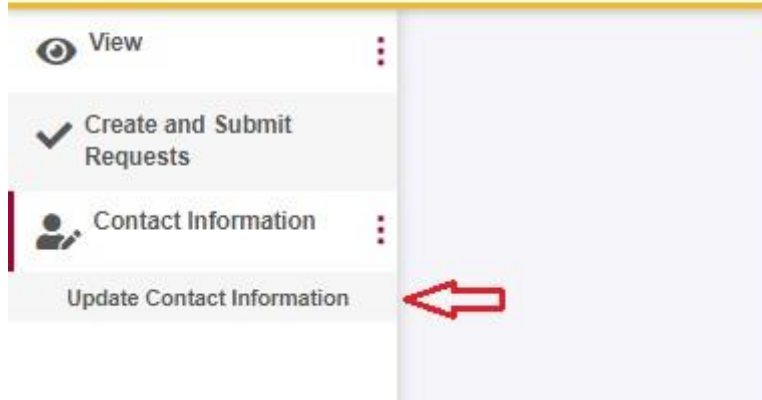 View
Create and Submit
Requests
Contact Information
Update Contact Information